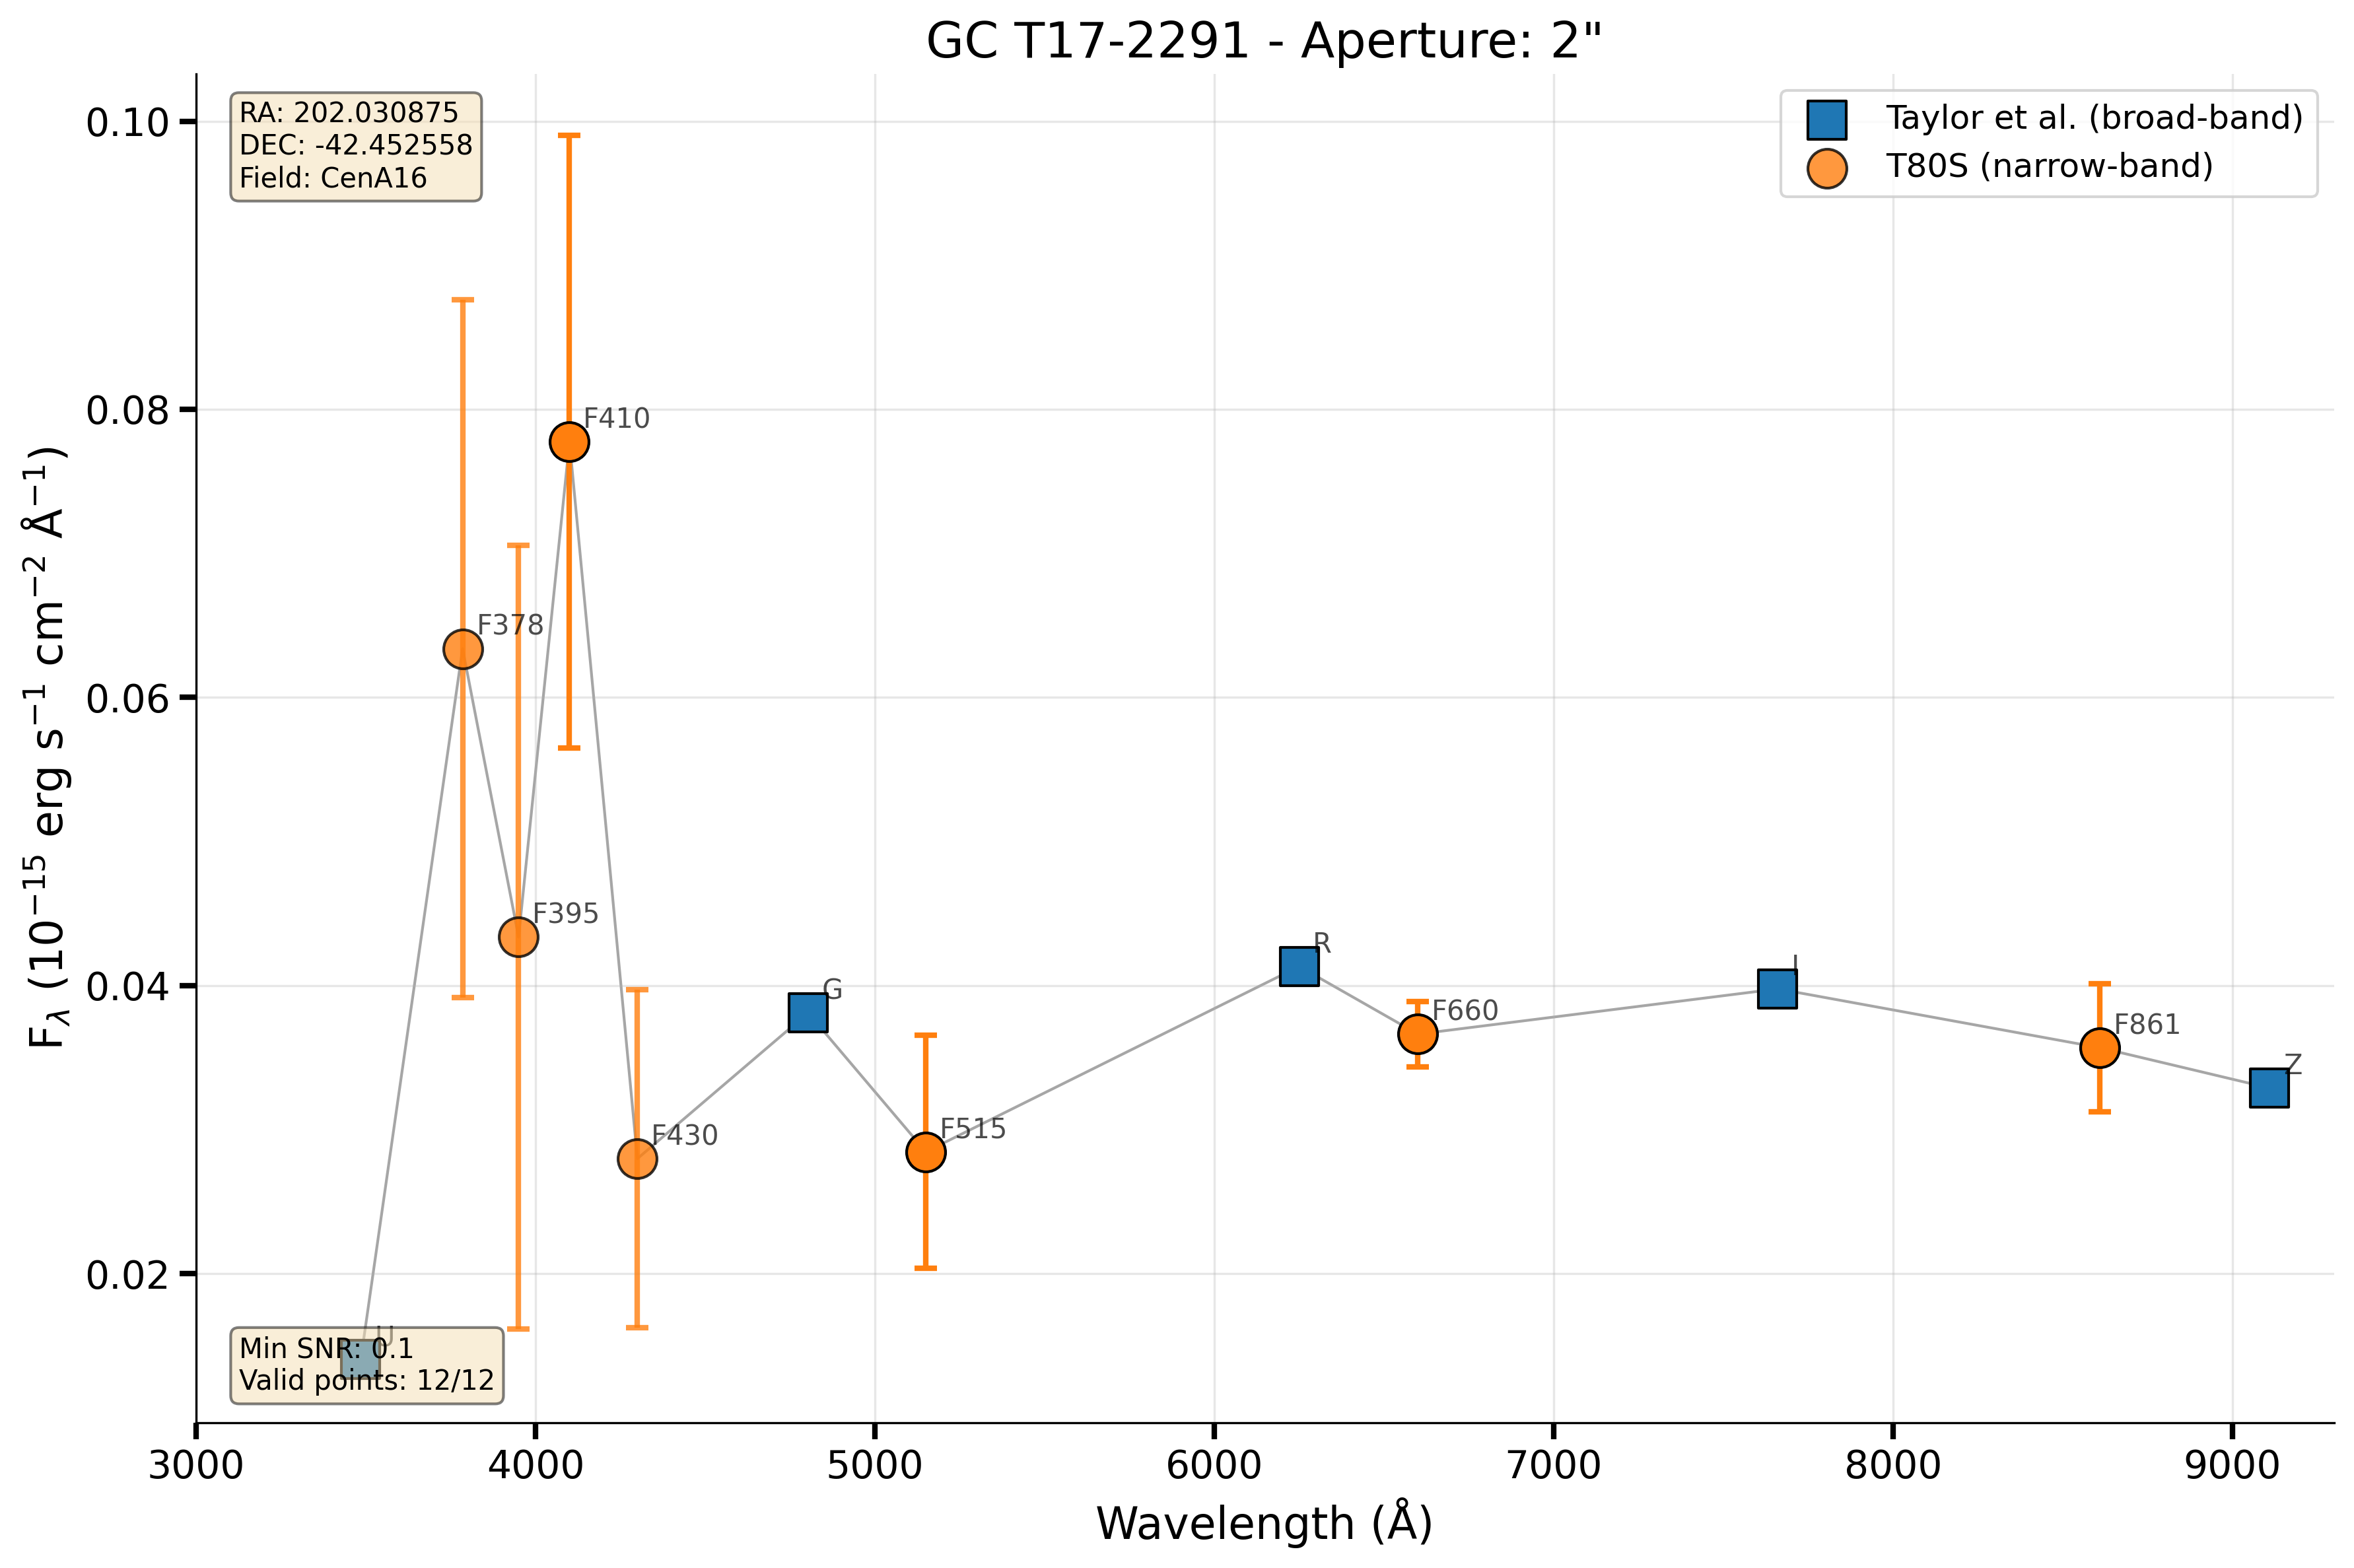 GC T17-2291 - Aperture: 2"
RA: 202.030875
DEC: -42.452558
Field: CenA16
Taylor et al. (broad-band)
T80S (narrow-band)
F$_{\lambda}$ (10$^{-15}$ erg s$^{-1}$ cm$^{-2}$ Å$^{-1}$)
0.10
0.08
0.06
0.04
0.02
F410
F378
F395
F430
G
F515
R
F660
I
F861
Z
U
Min SNR: 0.1
Valid points: 12/12
3000 4000 5000 6000 7000 8000 9000
Wavelength (Å)